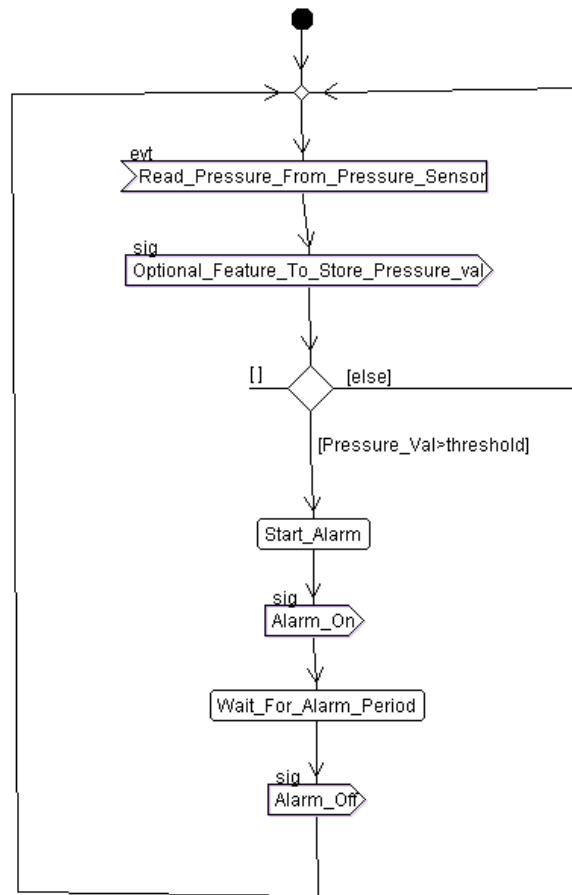 evt
Read_Pressure_From_Pressure_Sensor
sig
Optional_Feature_To_Store_Pressure_val
[ ]
[else]
[Pressure_Val>threshold]
Start_Alarm
sig
Alarm_On
Wait_For_Alarm_Period
sig
Alarm_Off